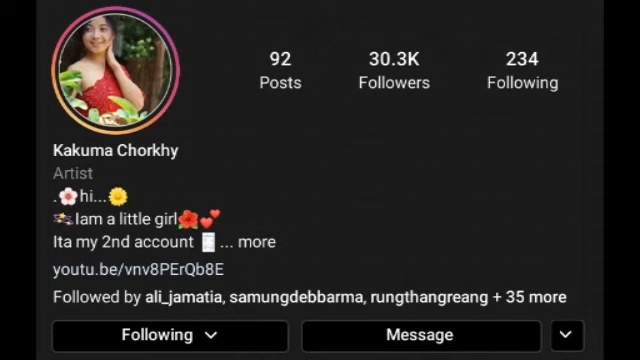 92 30.3K 234
Posts Followers Following
Kakuma Chorkhy
Artist
.🌸hi...🌼
💫Iam a little girl🌺💕
Ita my 2nd account ... more
youtu.be/vnv8PErQb8E
Followed by ali_jamatia, samungdebbarma, rungthangreang + 35 more
Following Message